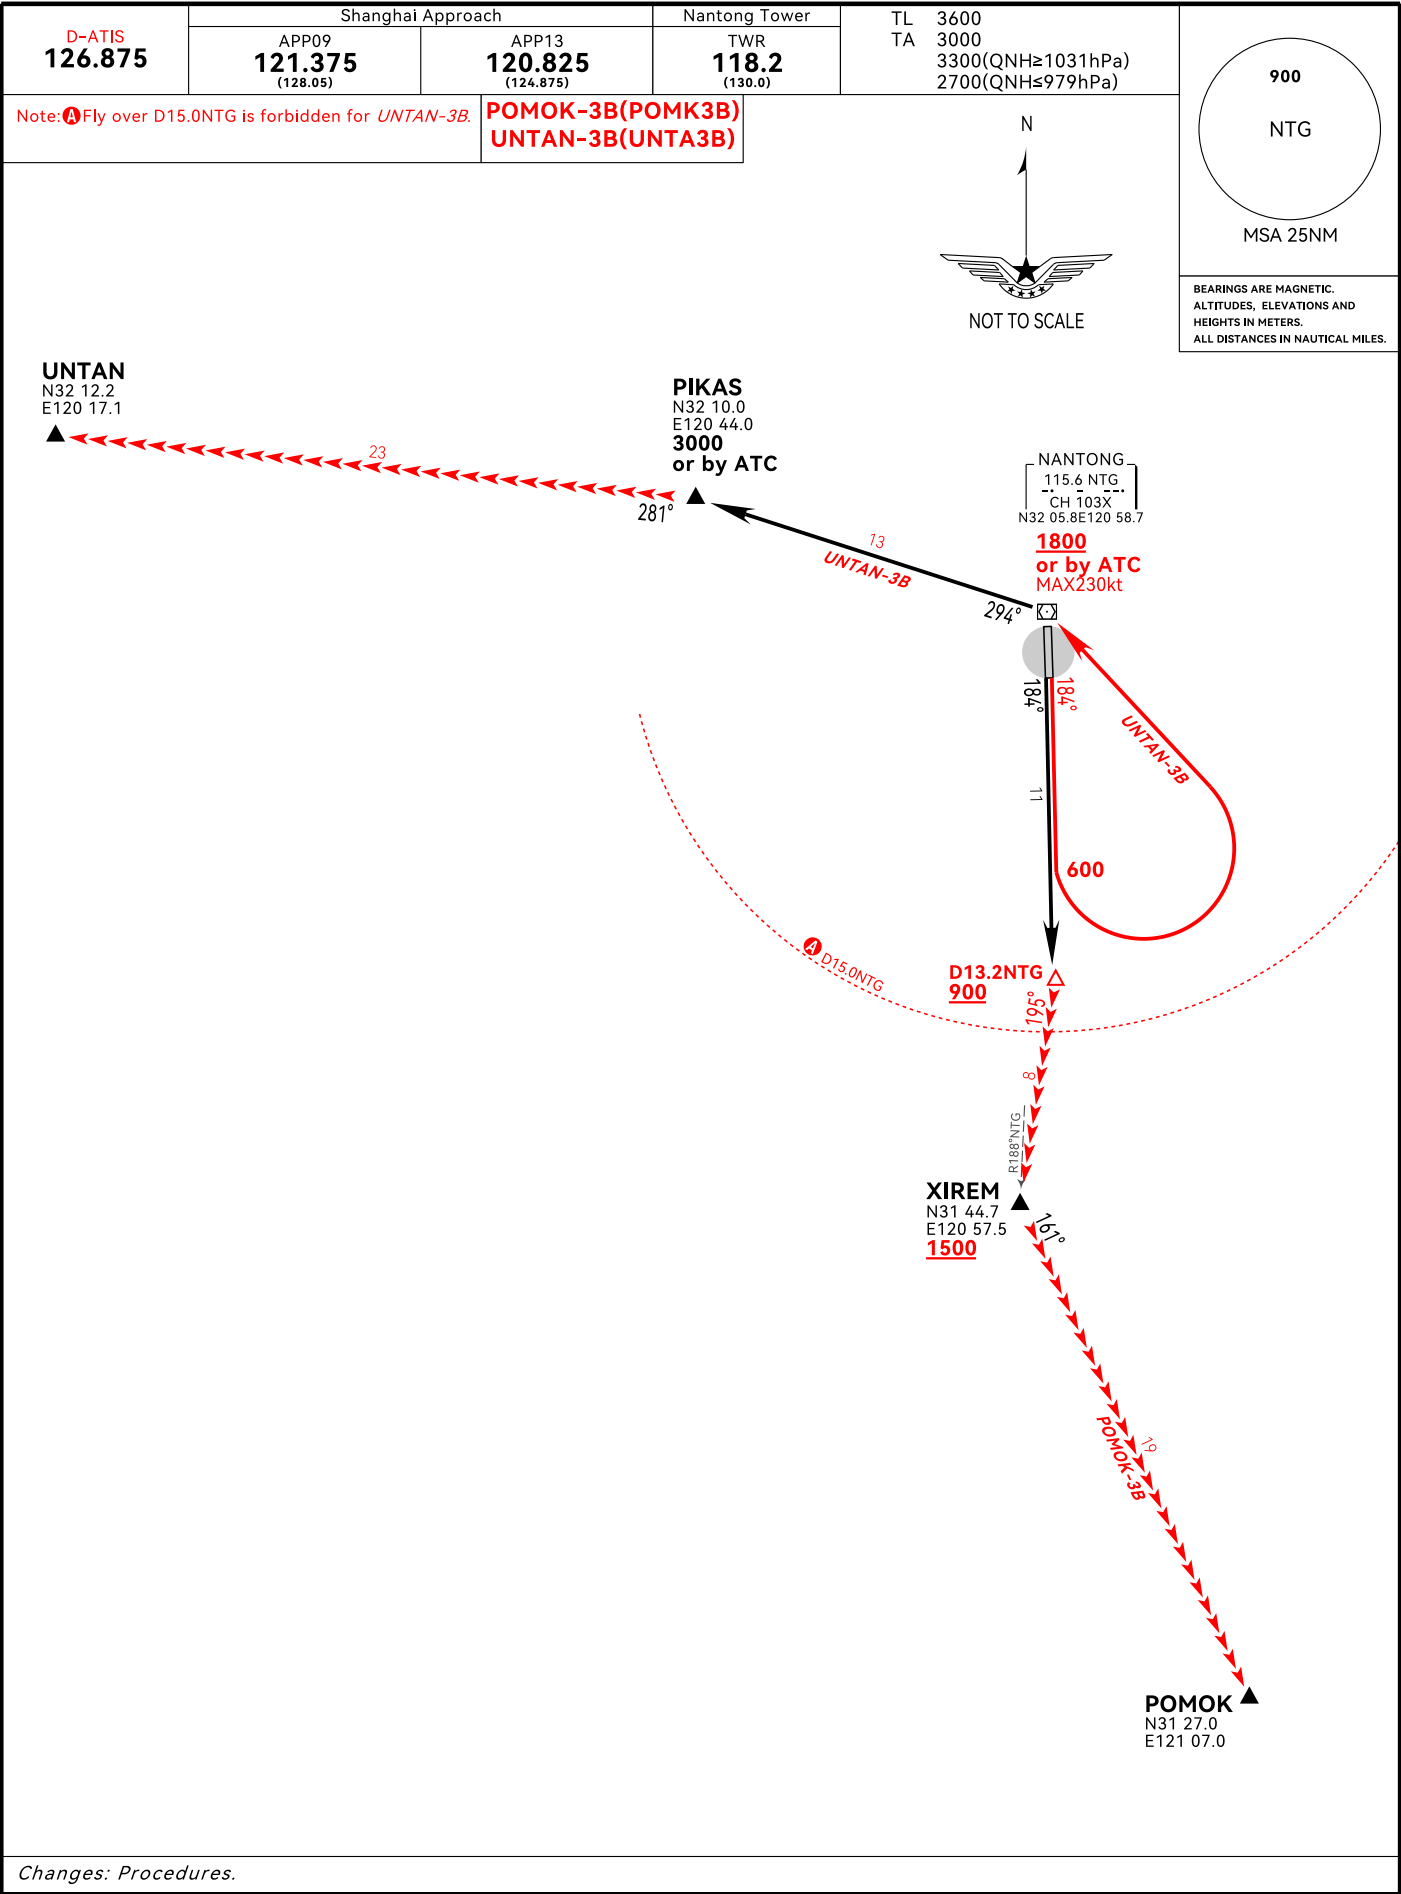 D-ATIS
126.875
Shanghai Approach
APP09
121.375
(128.05)
APP13
120.825
(124.875)
Nantong Tower
TWR
118.2
(130.0)
TL 3600
TA 3000
3300(QNH≥1031hPa)
2700(QNH≤979hPa)
900
NTG
MSA 25NM
BEARINGS ARE MAGNETIC.
ALTITUDES, ELEVATIONS AND
HEIGHTS IN METERS.
ALL DISTANCES IN NAUTICAL MILES.
Note: A Fly over D15.0NTG is forbidden for UNTAN-3B.
POMOK-3B(POMK3B)
UNTAN-3B(UNTA3B)
N
NOT TO SCALE
UNTAN
N32 12.2
E120 17.1
23
281°
PIKAS
N32 10.0
E120 44.0
3000
or by ATC
13
UNTAN-3B
294°
NANTONG
115.6 NTG
CH 103X
N32 05.8E120 58.7
1800
or by ATC
MAX230kt
184°
184°
UNTAN-3B
11
600
A D15.0NTG
D13.2NTG
900
195°
8
R188°NTG
XIREM
N31 44.7
E120 57.5
1500
161°
19
POMOK-3B
POMOK
N31 27.0
E121 07.0
Changes: Procedures.